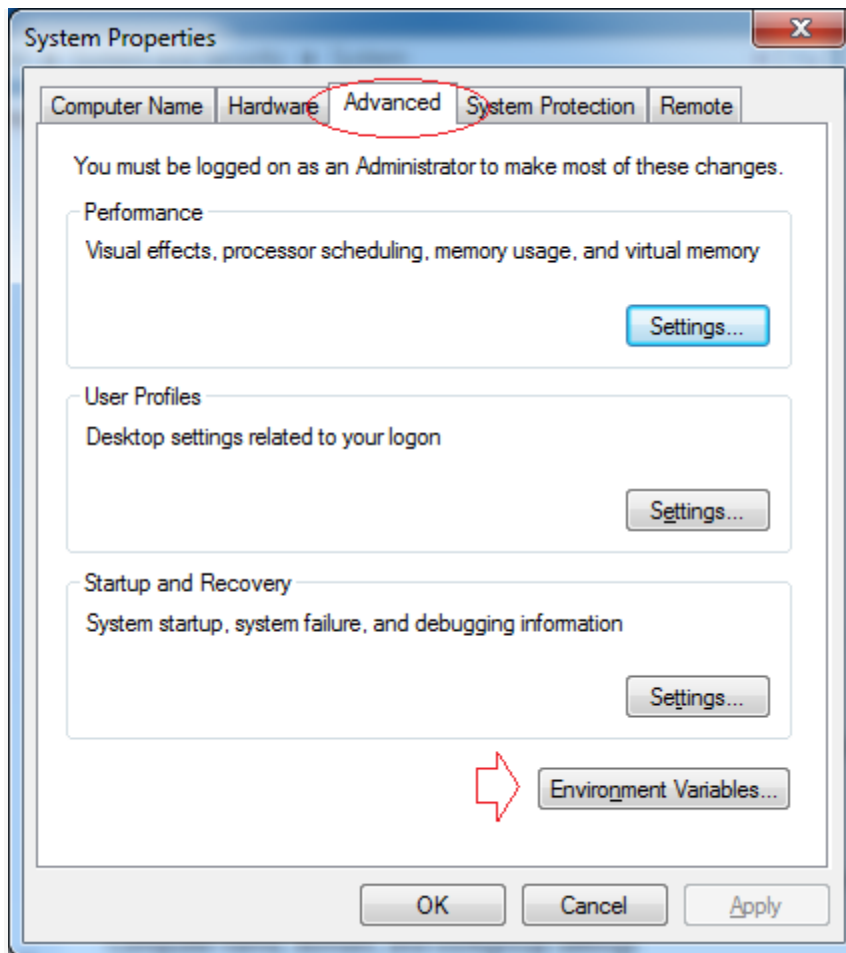 System Properties
Computer Name Hardware Advanced System Protection Remote
You must be logged on as an Administrator to make most of these changes.
Performance
Visual effects, processor scheduling, memory usage, and virtual memory
Settings...
User Profiles
Desktop settings related to your logon
Settings...
Startup and Recovery
System startup, system failure, and debugging information
Settings...
Environment Variables...
OK Cancel Apply